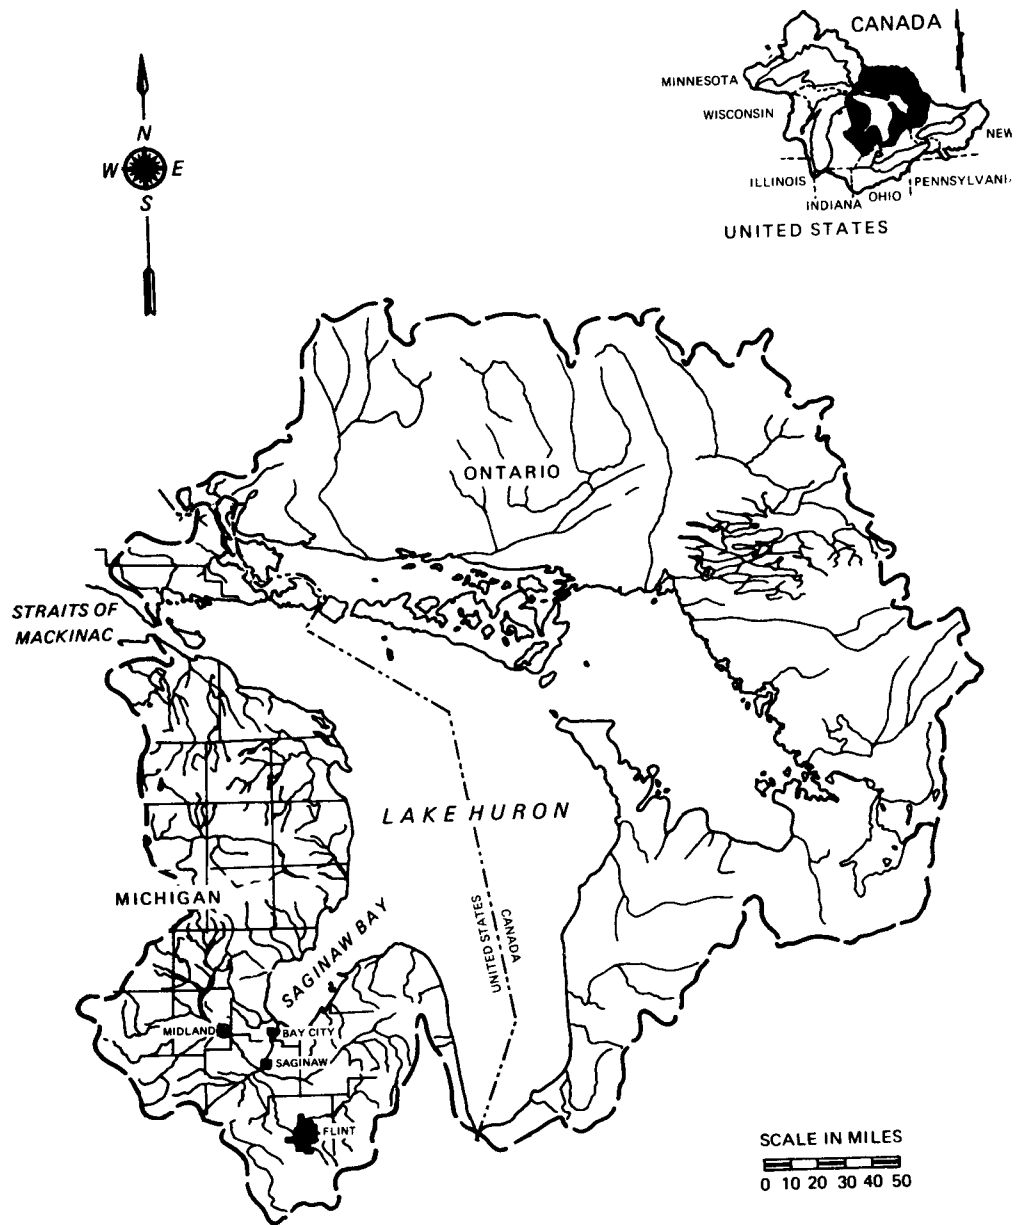 CANADA
MINNESOTA
WISCONSIN
NEW
ILLINOIS
PENNSYLVANI
INDIANA
OHIO
UNITED STATES
N
W E
S
ONTARIO
STRAITS OF
MACKINAC
LAKE HURON
MICHIGAN
SAGINAW BAY
UNITED STATES
CANADA
MIDLAND
BAY CITY
SAGINAW
FLINT
SCALE IN MILES
0 10 20 30 40 50